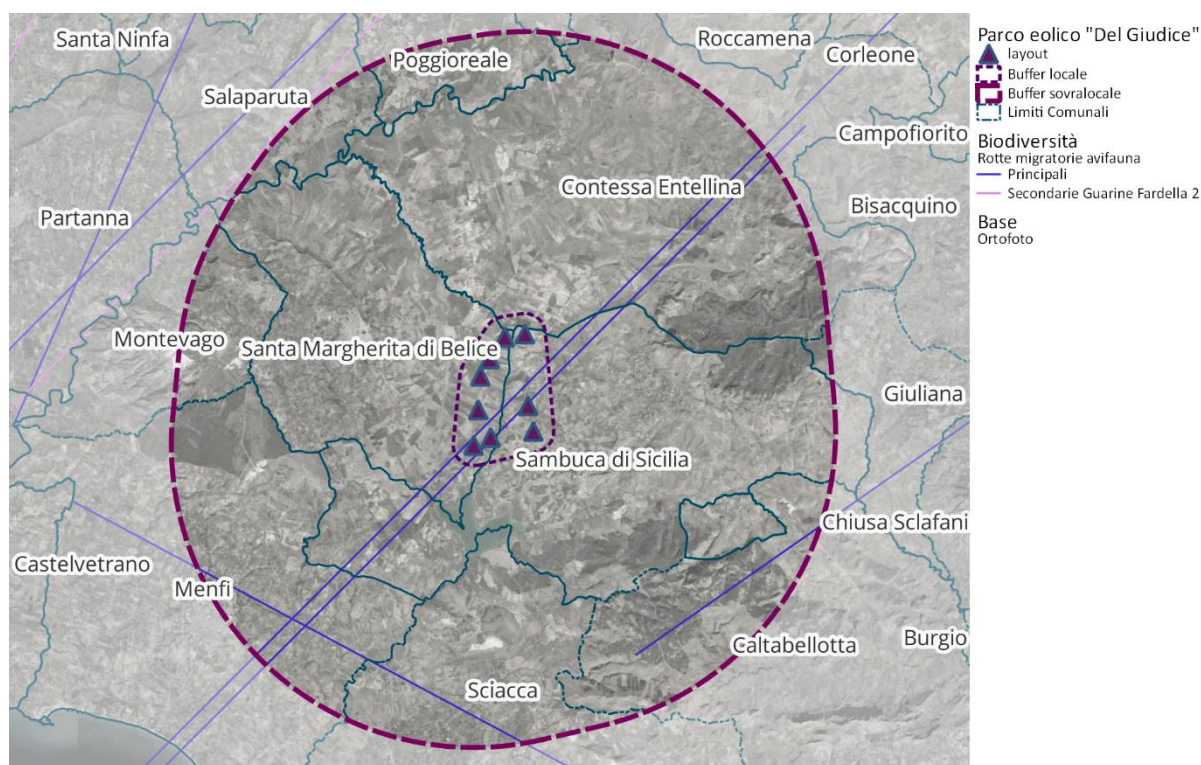 Santa Ninfa
Poggioreale
Roccamena
Corleone
Salaparuta
Campofiorito
Contessa Entellina
Partanna
Bisacquino
Montevago
Santa Margherita di Belice
Giuliana
Sambuca di Sicilia
Chiusa Sclafani
Castelvetrano
Menfi
Caltabellotta
Burgio
Sciacca
Parco eolico "Del Giudice"
layout
Buffer locale
Buffer sovralocale
Limiti Comunali
Biodiversità
Rotte migratorie avifauna
Principali
Secondarie Guarine Fardella 2
Base
Ortofoto